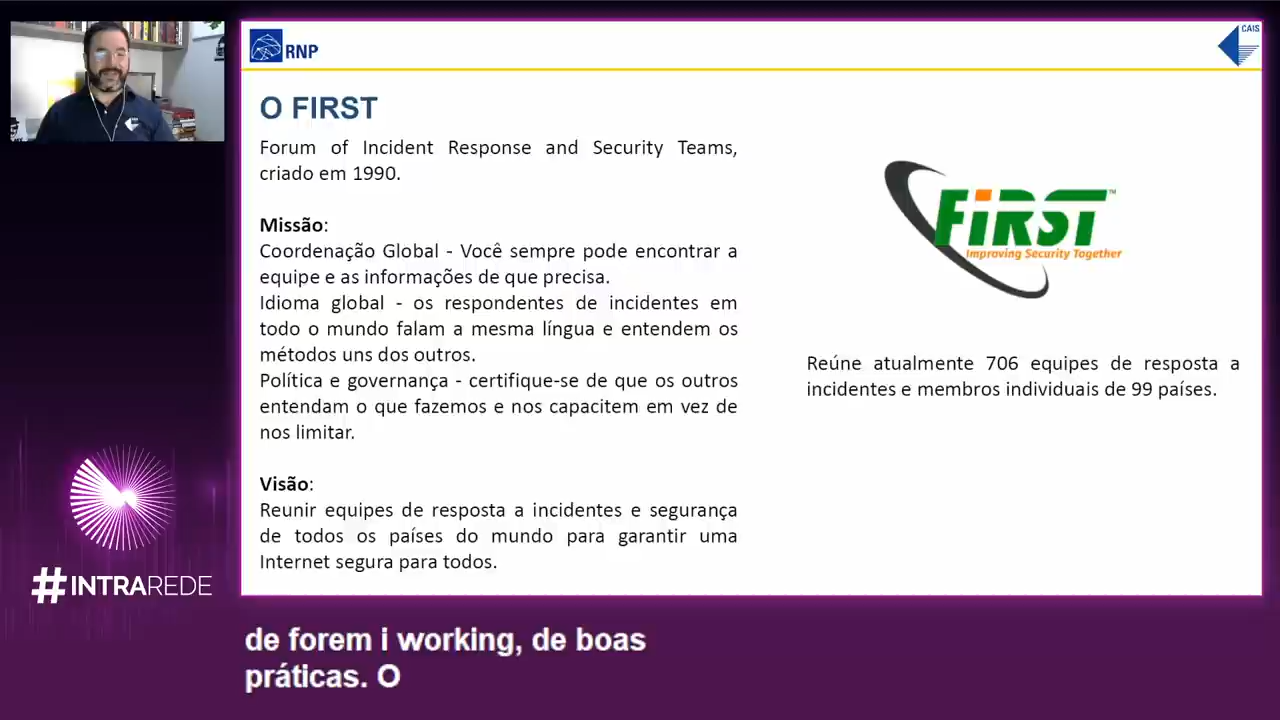 RNP
CAIS
O FIRST
Forum of Incident Response and Security Teams,
criado em 1990.
Missão:
Coordenação Global - Você sempre pode encontrar a
equipe e as informações de que precisa.
Idioma global - os respondentes de incidentes em
todo o mundo falam a mesma língua e entendem os
métodos uns dos outros.
Política e governança - certifique-se de que os outros
entendam o que fazemos e nos capacitem em vez de
nos limitar.
Visão:
Reunir equipes de resposta a incidentes e segurança
de todos os países do mundo para garantir uma
Internet segura para todos.
FiRST™
Improving Security Together
Reúne atualmente 706 equipes de resposta a
incidentes e membros individuais de 99 países.
#INTRAREDE
de forem i working, de boas
práticas. O